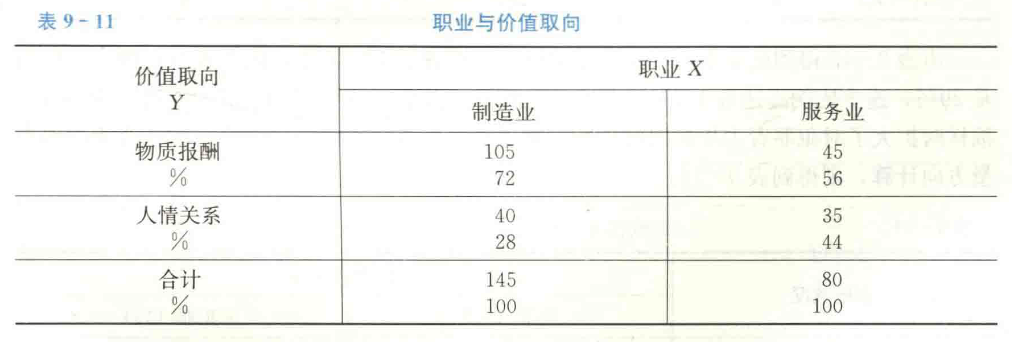 表 9-11 职业与价值取向
价值取向 职业 X
Y
制造业 服务业
物质报酬 105 45
% 72 56
人情关系 40 35
% 28 44
合计 145 80
% 100 100